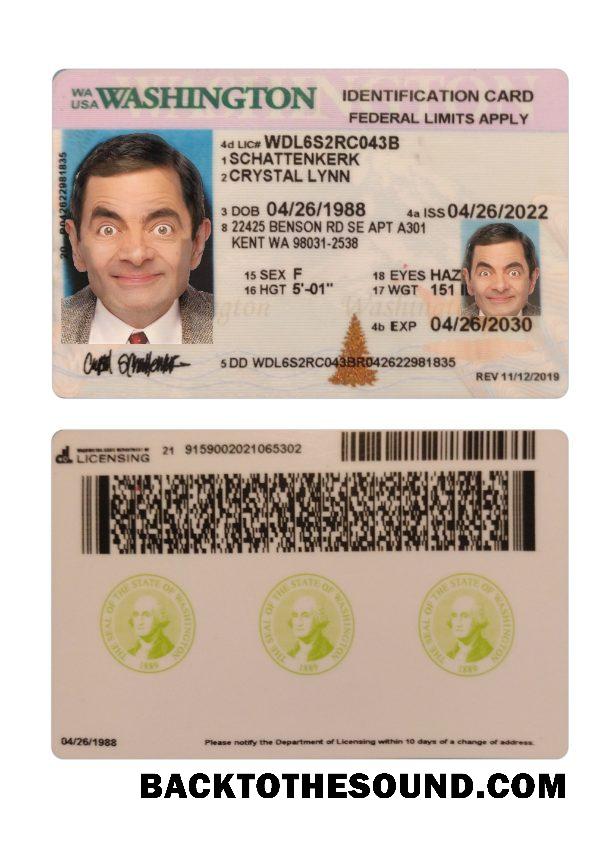 WA
USA WASHINGTON
IDENTIFICATION CARD
FEDERAL LIMITS APPLY
4d LIC# WDL6S2RC043B
1 SCHATTENKERK
2 CRYSTAL LYNN
3 DOB 04/26/1988 4a ISS 04/26/2022
8 22425 BENSON RD SE APT A301
KENT WA 98031-2538
15 SEX F 18 EYES HAZ
16 HGT 5'-01" 17 WGT 151
4b EXP 04/26/2030
5 DD WDL6S2RC043BR042622981835
REV 11/12/2019
LICENSING 21 9159002021065302
THE SEAL OF THE STATE OF WASHINGTON
1889
THE SEAL OF THE STATE OF WASHINGTON
1889
THE SEAL OF THE STATE OF WASHINGTON
1889
04/26/1988 Please notify the Department of Licensing within 10 days of a change of address.
BACKTOTHESOUND.COM